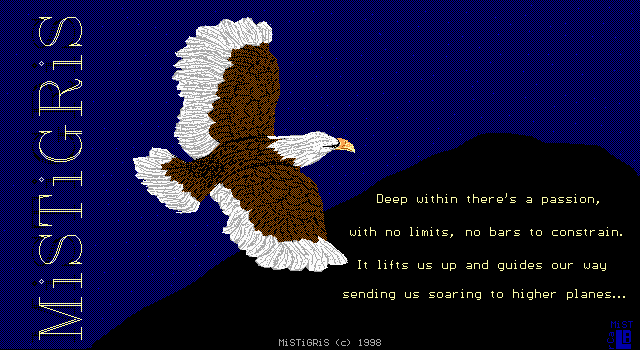 MiSTiGRiS
Deep within there's a passion,
with no limits, no bars to constrain.
It lifts us up and guides our way
sending us soaring to higher planes...
MiSTiGRiS (c) 1998